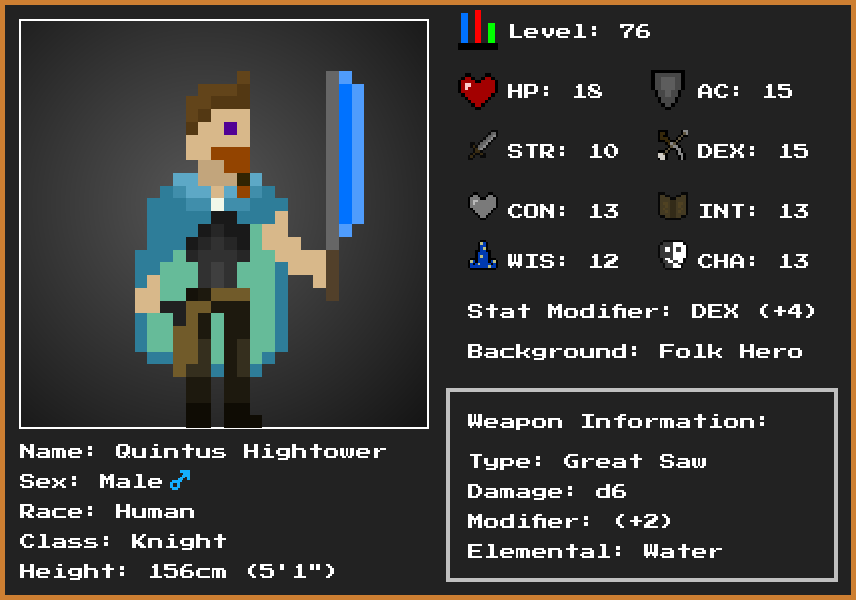 Level: 76
HP: 18 AC: 15
STR: 10 DEX: 15
CON: 13 INT: 13
WIS: 12 CHA: 13
Stat Modifier: DEX (+4)
Background: Folk Hero
Weapon Information:
Type: Great Saw
Damage: d6
Modifier: (+2)
Elemental: Water
Name: Quintus Hightower
Sex: Male♂
Race: Human
Class: Knight
Height: 156cm (5'1")